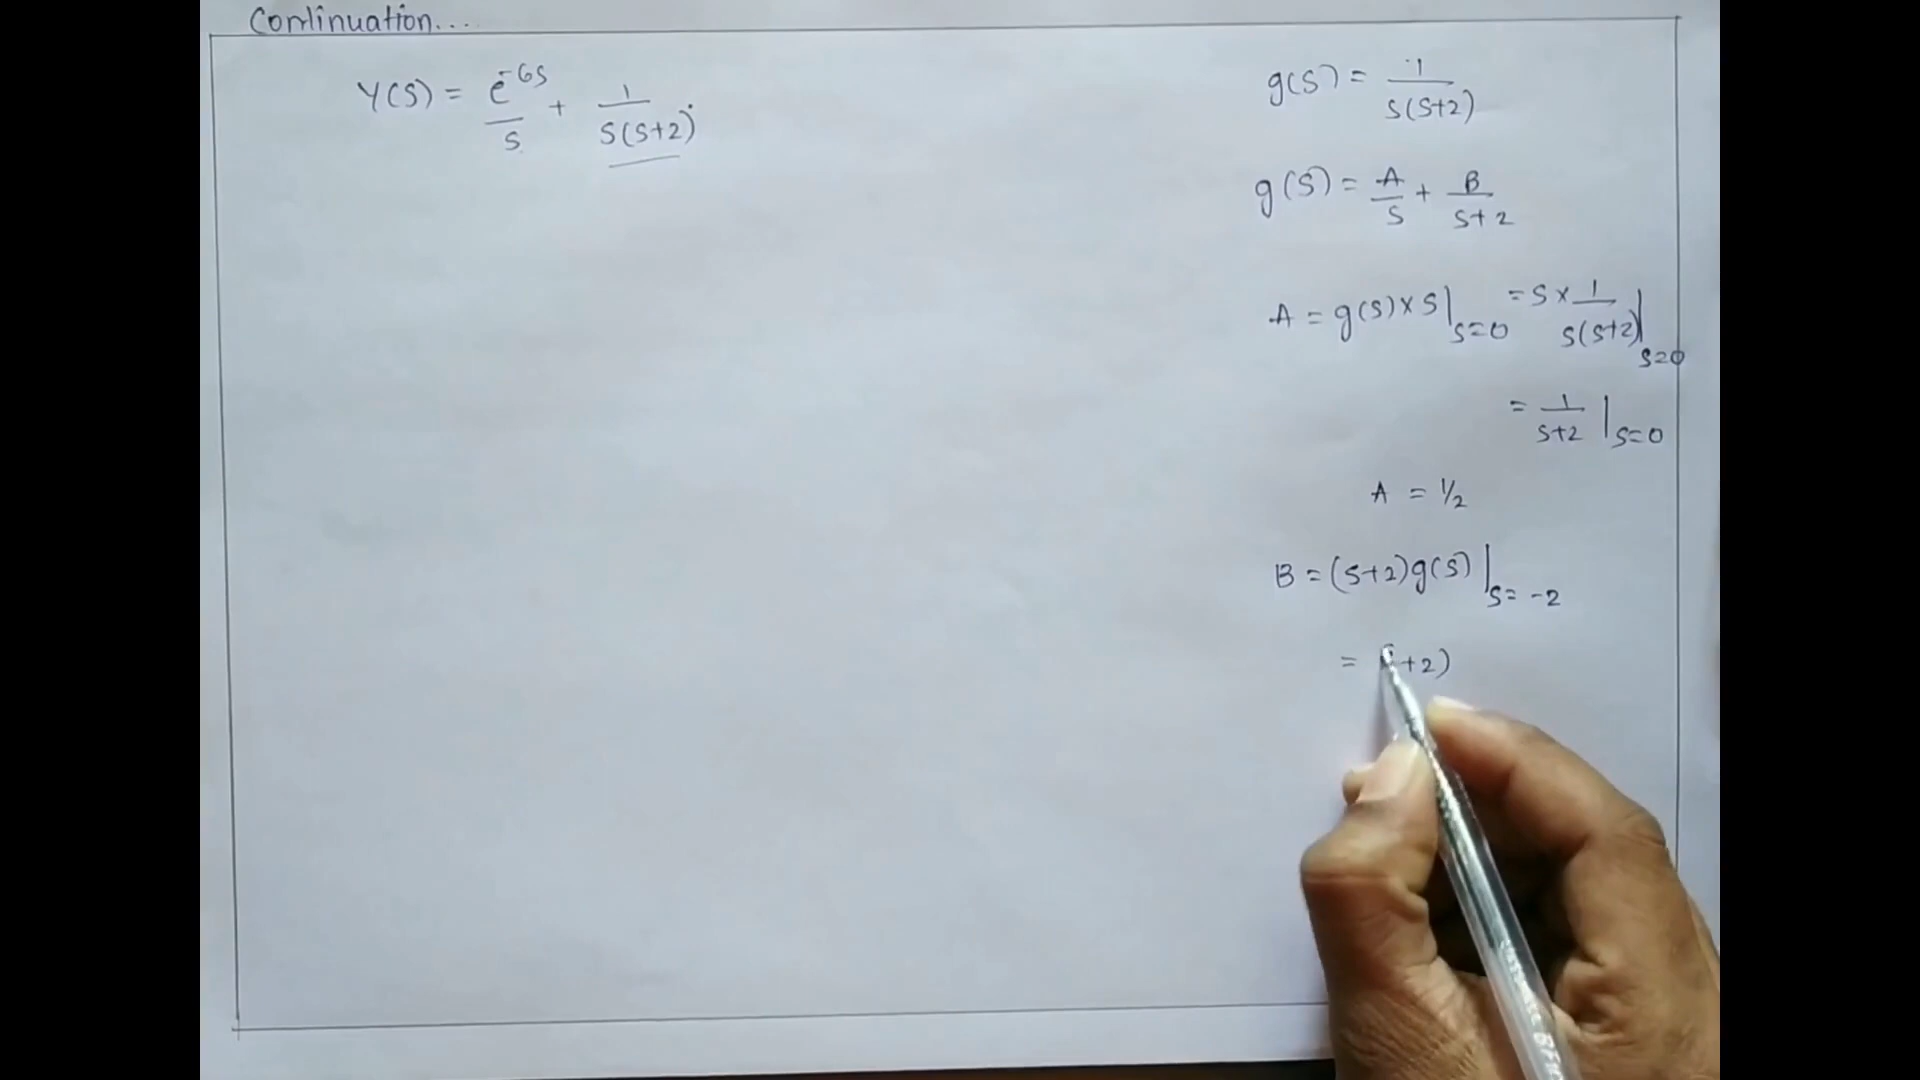 Continuation...
Y(S) = e^-6S/S + 1/S(S+2)
g(S) = 1/S(S+2)
g(S) = A/S + B/S+2
A = g(S)×S|S=0 = S×1/S(S+2)|S=0
= 1/S+2 |S=0
A = 1/2
B = (S+2)g(S)|S=-2
= +2)